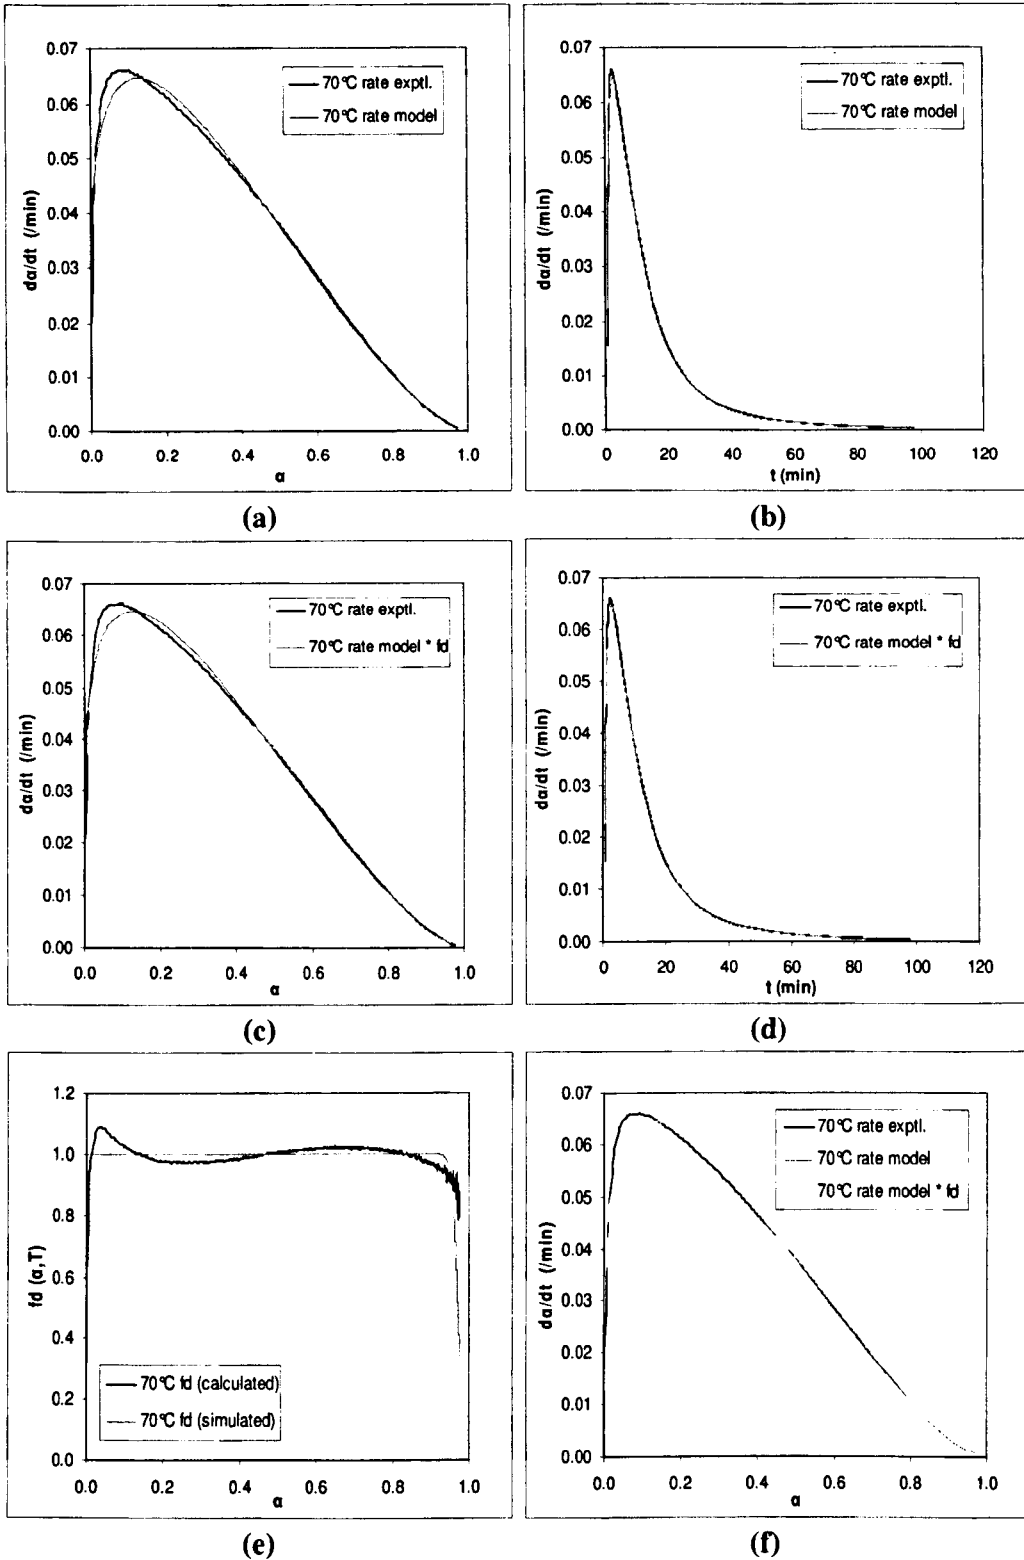 0.07
0.06
0.05
0.04
0.03
0.02
0.01
0.00
dα/dt (/min)
70°C rate exptl.
70°C rate model
0.0 0.2 0.4 0.6 0.8 1.0
α
(a)
0.07
0.06
0.05
0.04
0.03
0.02
0.01
0.00
dα/dt (/min)
70°C rate exptl.
70°C rate model
0 20 40 60 80 100 120
t (min)
(b)
0.07
0.06
0.05
0.04
0.03
0.02
0.01
0.00
dα/dt (/min)
70°C rate exptl.
70°C rate model * fd
0.0 0.2 0.4 0.6 0.8 1.0
α
(c)
0.07
0.06
0.05
0.04
0.03
0.02
0.01
0.00
dα/dt (/min)
70°C rate exptl.
70°C rate model * fd
0 20 40 60 80 100 120
t (min)
(d)
1.2
1.0
0.8
0.6
0.4
0.2
0.0
fd (α,T)
70°C fd (calculated)
70°C fd (simulated)
0.0 0.2 0.4 0.6 0.8 1.0
α
(e)
0.07
0.06
0.05
0.04
0.03
0.02
0.01
0.00
dα/dt (/min)
70°C rate exptl.
70°C rate model
70°C rate model * fd
0.0 0.2 0.4 0.6 0.8 1.0
α
(f)